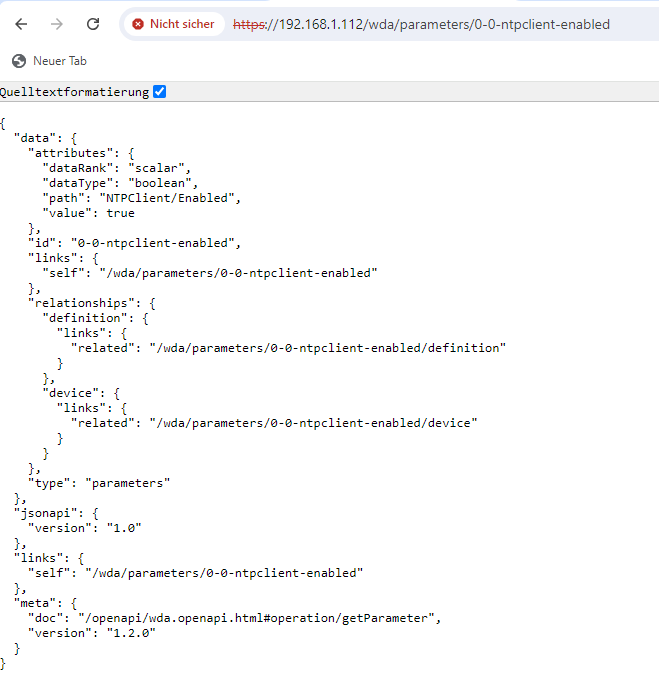 Nicht sicher https://192.168.1.112/wda/parameters/0-0-ntpclient-enabled
Neuer Tab
Quelltextformatierung
{
  "data": {
    "attributes": {
      "dataRank": "scalar",
      "dataType": "boolean",
      "path": "NTPClient/Enabled",
      "value": true
    },
    "id": "0-0-ntpclient-enabled",
    "links": {
      "self": "/wda/parameters/0-0-ntpclient-enabled"
    },
    "relationships": {
      "definition": {
        "links": {
          "related": "/wda/parameters/0-0-ntpclient-enabled/definition"
        }
      },
      "device": {
        "links": {
          "related": "/wda/parameters/0-0-ntpclient-enabled/device"
        }
      }
    },
    "type": "parameters"
  },
  "jsonapi": {
    "version": "1.0"
  },
  "links": {
    "self": "/wda/parameters/0-0-ntpclient-enabled"
  },
  "meta": {
    "doc": "/openapi/wda.openapi.html#operation/getParameter",
    "version": "1.2.0"
  }
}